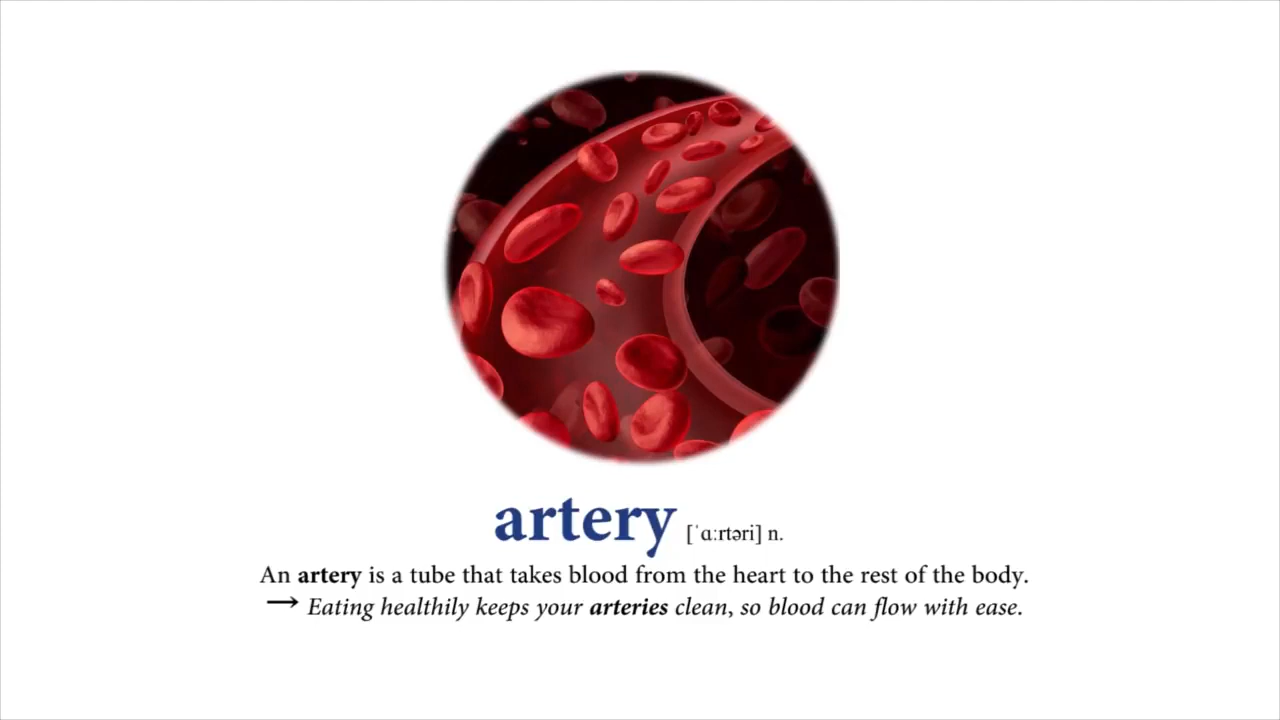 artery [ˈɑːrtəri] n.
An artery is a tube that takes blood from the heart to the rest of the body.
→ Eating healthily keeps your arteries clean, so blood can flow with ease.